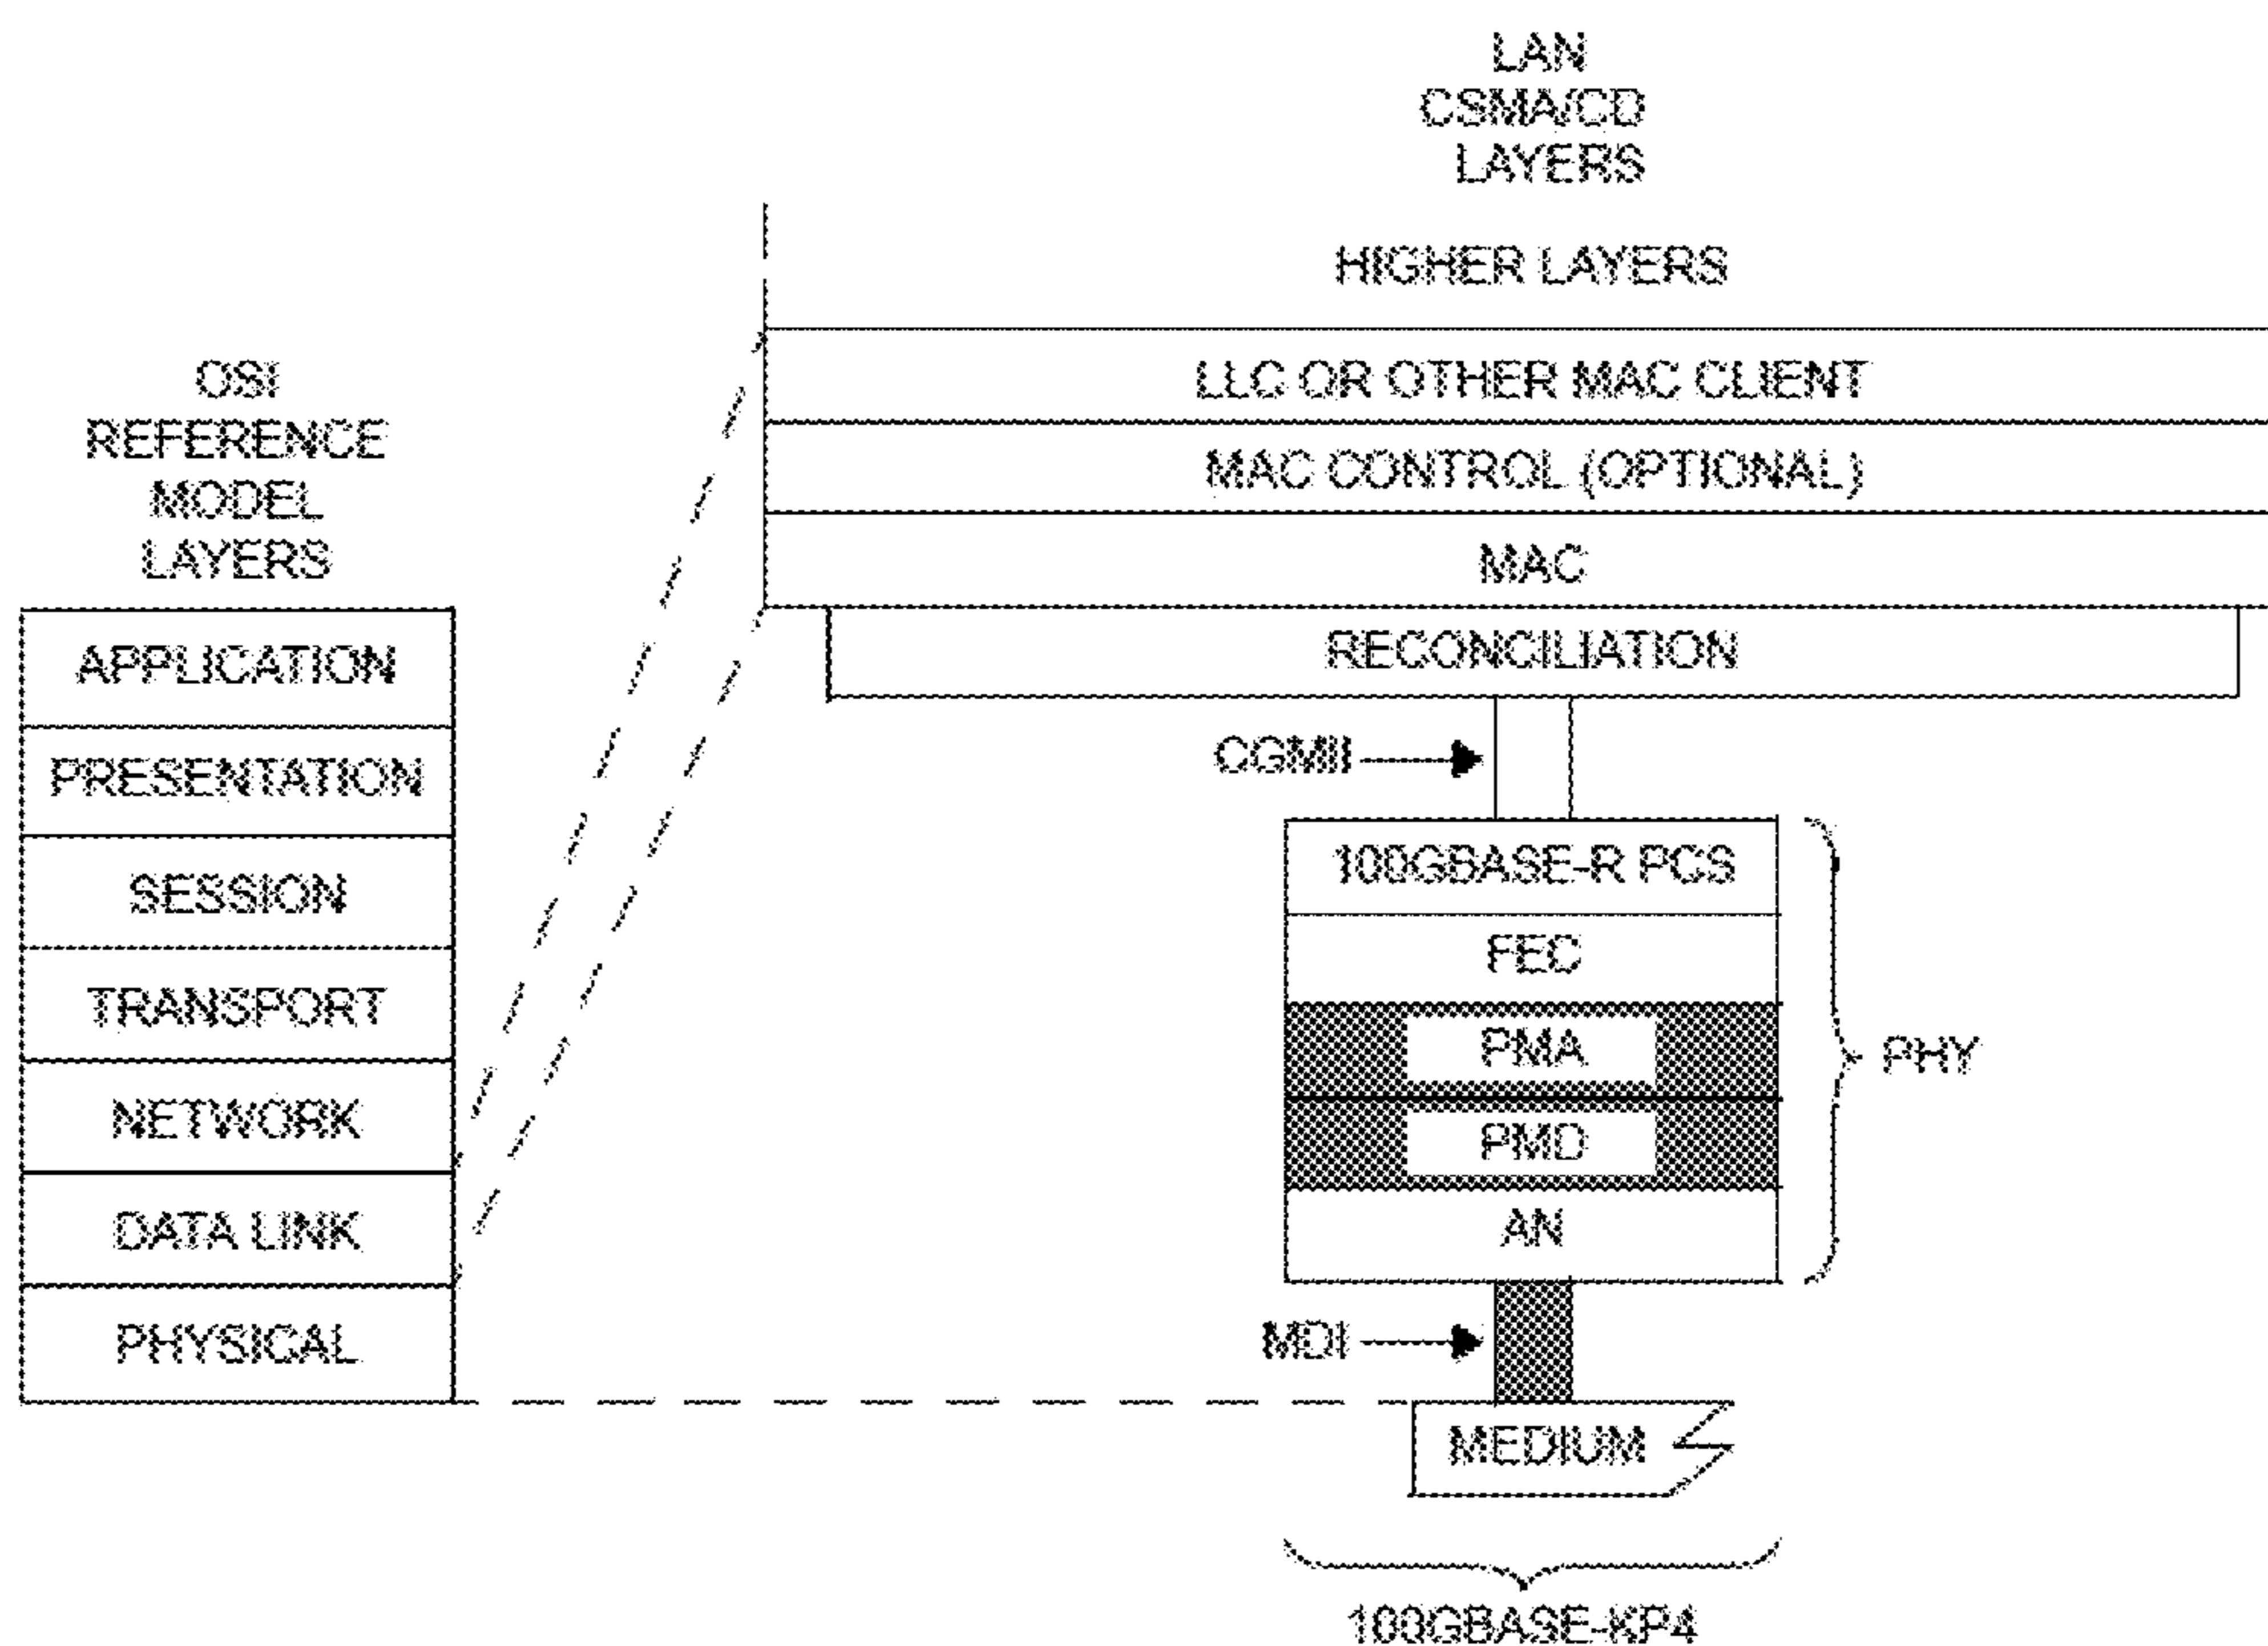 LAN
CSMA/CD
LAYERS
HIGHER LAYERS
LLC OR OTHER MAC CLIENT
MAC CONTROL (OPTIONAL)
MAC
RECONCILIATION
OSI
REFERENCE
MODEL
LAYERS
APPLICATION
PRESENTATION
SESSION
TRANSPORT
NETWORK
DATA LINK
PHYSICAL
CGMII
100GBASE-R PCS
FEC
PMA
PMD
AN
PHY
MDI
MEDIUM
100GBASE-KP4